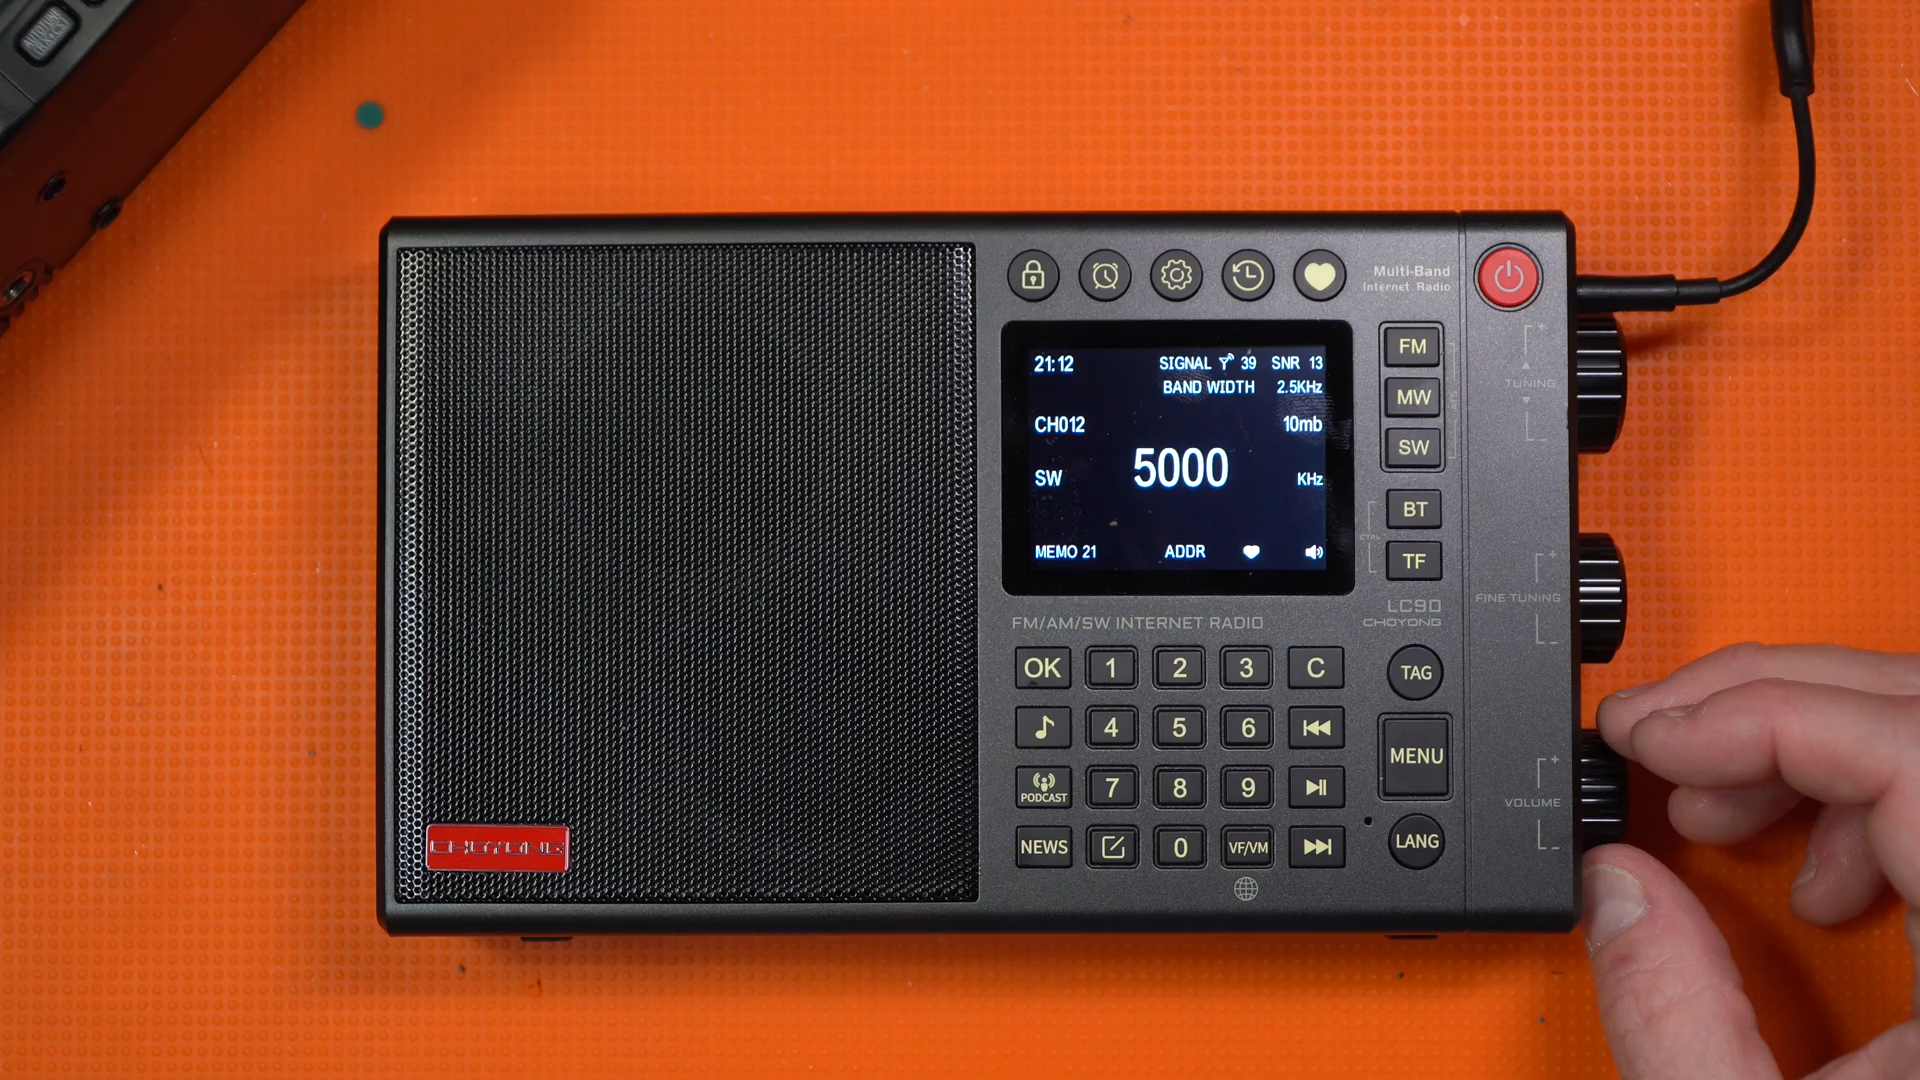 Multi-Band
Internet Radio
21:12 SIGNAL 39 SNR 13
BAND WIDTH 2.5KHz
CH012 10mb
SW 5000 KHz
MEMO 21 ADDR
FM
MW
SW
BT
TF
CTRL
LC90
CHOYONG
TUNING
FINE TUNING
VOLUME
FM/AM/SW INTERNET RADIO
OK 1 2 3 C
4 5 6
PODCAST 7 8 9
NEWS 0 VF/VM
TAG
MENU
LANG
CHOYONG